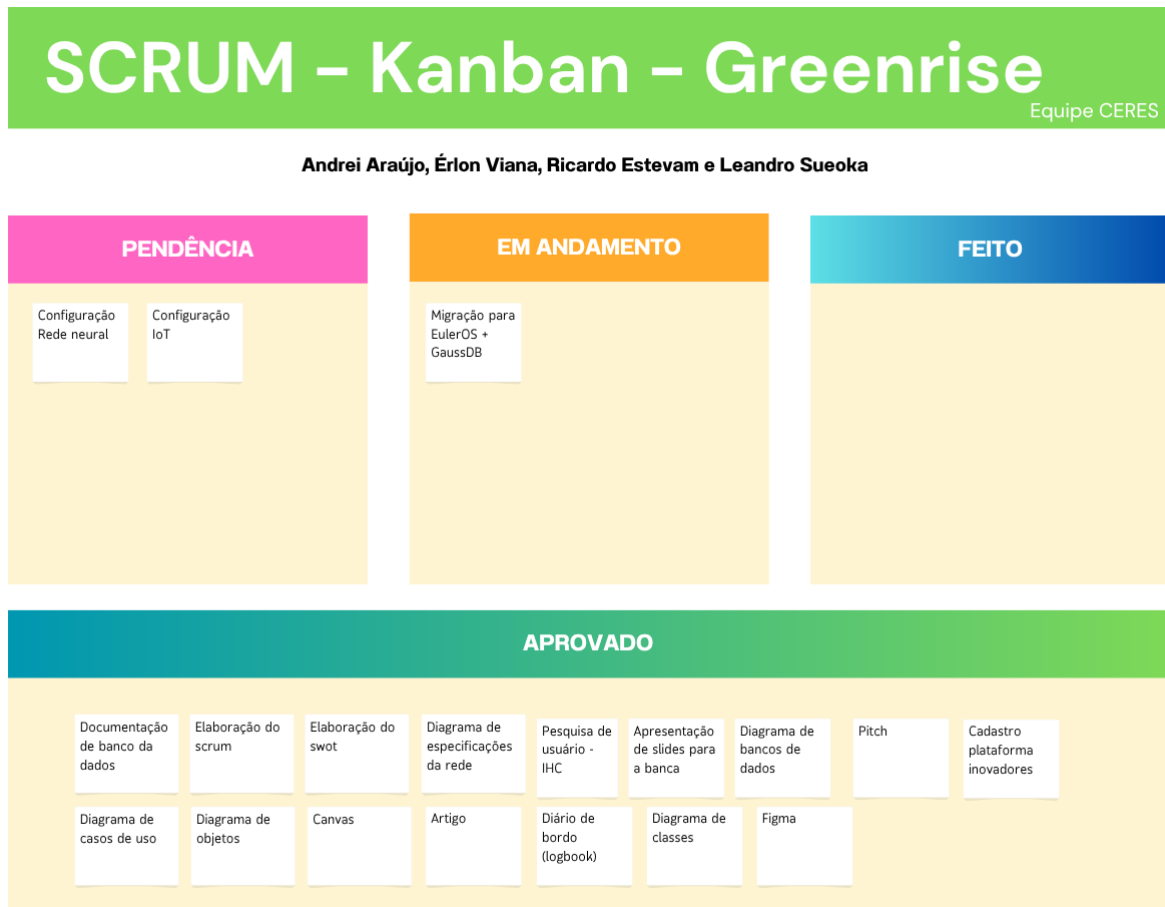 SCRUM - Kanban - Greenrise
Equipe CERES
Andrei Araújo, Érlon Viana, Ricardo Estevam e Leandro Sueoka
PENDÊNCIA
Configuração
Rede neural
Configuração
IoT
EM ANDAMENTO
Migração para
EulerOS +
GaussDB
FEITO
APROVADO
Documentação
de banco da
dados
Elaboração do
scrum
Elaboração do
swot
Diagrama de
especificações
da rede
Pesquisa de
usuário -
IHC
Apresentação
de slides para
a banca
Diagrama de
bancos de
dados
Pitch
Cadastro
plataforma
inovadores
Diagrama de
casos de uso
Diagrama de
objetos
Canvas
Artigo
Diário de
bordo
(logbook)
Diagrama de
classes
Figma